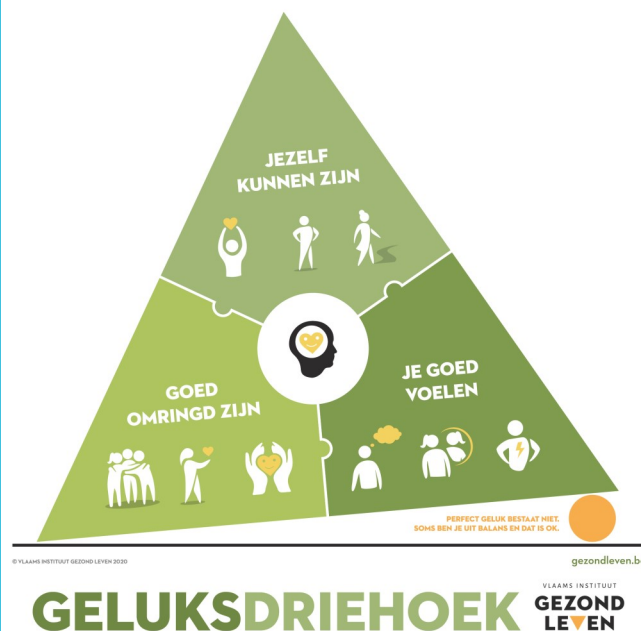 JEZELF
KUNNEN ZIJN
GOED
OMRINGD ZIJN
JE GOED
VOELEN
PERFECT GELUK BESTAAT NIET.
SOMS BEN JE UIT BALANS EN DAT IS OK.
© VLAAMS INSTITUUT GEZOND LEVEN 2020
gezondleven.be
GELUKSDRIEHOEK
VLAAMS INSTITUUT
GEZOND
LEVEN